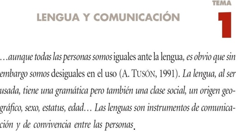 TEMA
LENGUA Y COMUNICACIÓN
1
...aunque todas las personas somos iguales ante la lengua, es obvio que sin
embargo somos desiguales en el uso (A. TUSÓN, 1991). La lengua, al ser
usada, tiene una gramática pero también una clase social, un origen geo-
gráfico, sexo, estatus, edad... Las lenguas son instrumentos de comunica-
ción y de convivencia entre las personas.